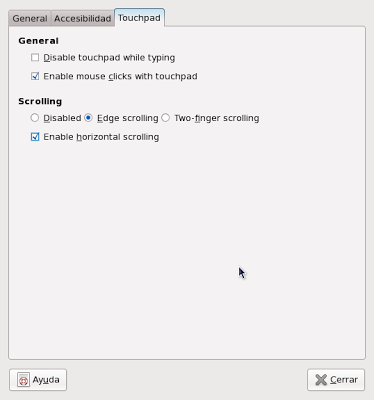 General Accesibilidad Touchpad
General
Disable touchpad while typing
Enable mouse clicks with touchpad
Scrolling
Disabled Edge scrolling Two-finger scrolling
Enable horizontal scrolling
Ayuda Cerrar